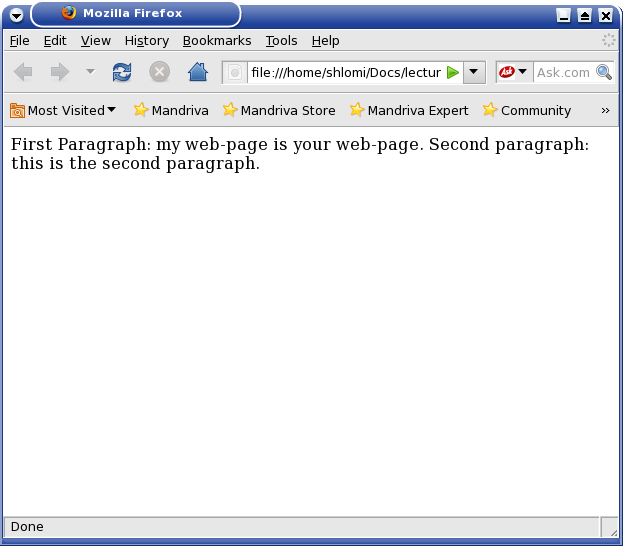 Mozilla Firefox
File Edit View History Bookmarks Tools Help
file:///home/shlomi/Docs/lectur Ask Ask.com
Most Visited Mandriva Mandriva Store Mandriva Expert Community »
First Paragraph: my web-page is your web-page. Second paragraph:
this is the second paragraph.
Done